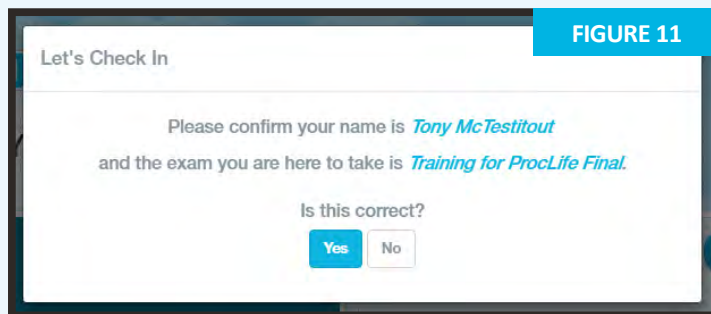 FIGURE 11
Let's Check In
Please confirm your name is Tony McTestitout
and the exam you are here to take is Training for ProcLife Final.
Is this correct?
Yes No